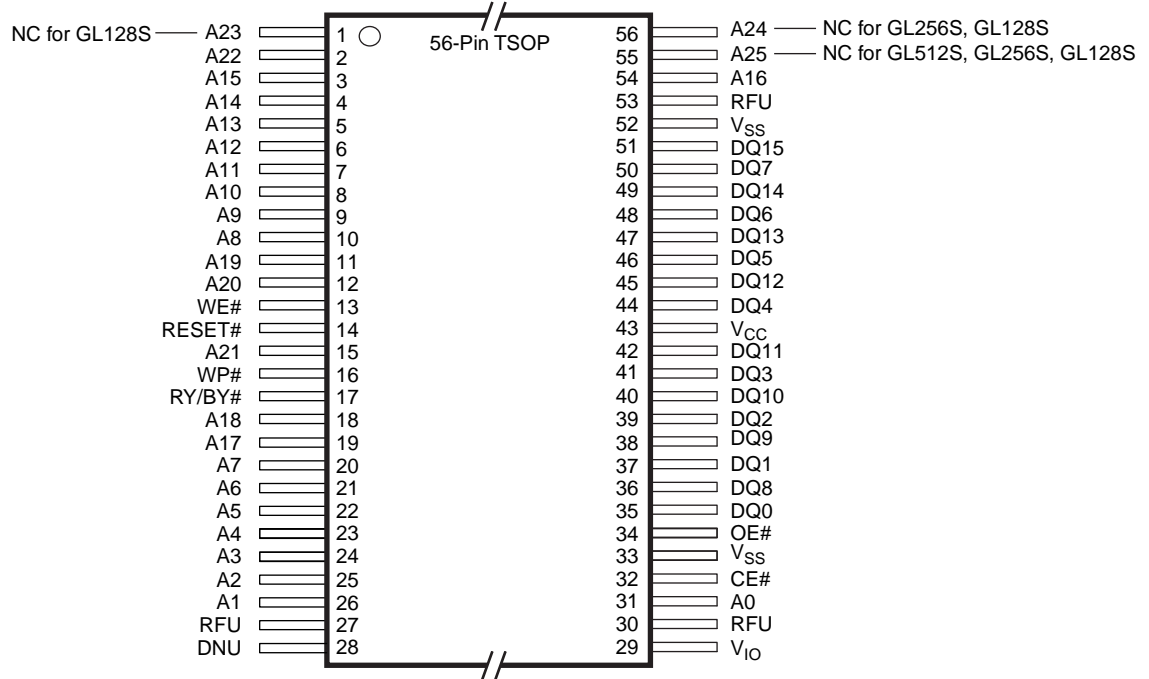 56-Pin TSOP
NC for GL128S A23 1
A22 2
A15 3
A14 4
A13 5
A12 6
A11 7
A10 8
A9 9
A8 10
A19 11
A20 12
WE# 13
RESET# 14
A21 15
WP# 16
RY/BY# 17
A18 18
A17 19
A7 20
A6 21
A5 22
A4 23
A3 24
A2 25
A1 26
RFU 27
DNU 28
56 A24 NC for GL256S, GL128S
55 A25 NC for GL512S, GL256S, GL128S
54 A16
53 RFU
52 VSS
51 DQ15
50 DQ7
49 DQ14
48 DQ6
47 DQ13
46 DQ5
45 DQ12
44 DQ4
43 VCC
42 DQ11
41 DQ3
40 DQ10
39 DQ2
38 DQ9
37 DQ1
36 DQ8
35 DQ0
34 OE#
33 VSS
32 CE#
31 A0
30 RFU
29 VIO